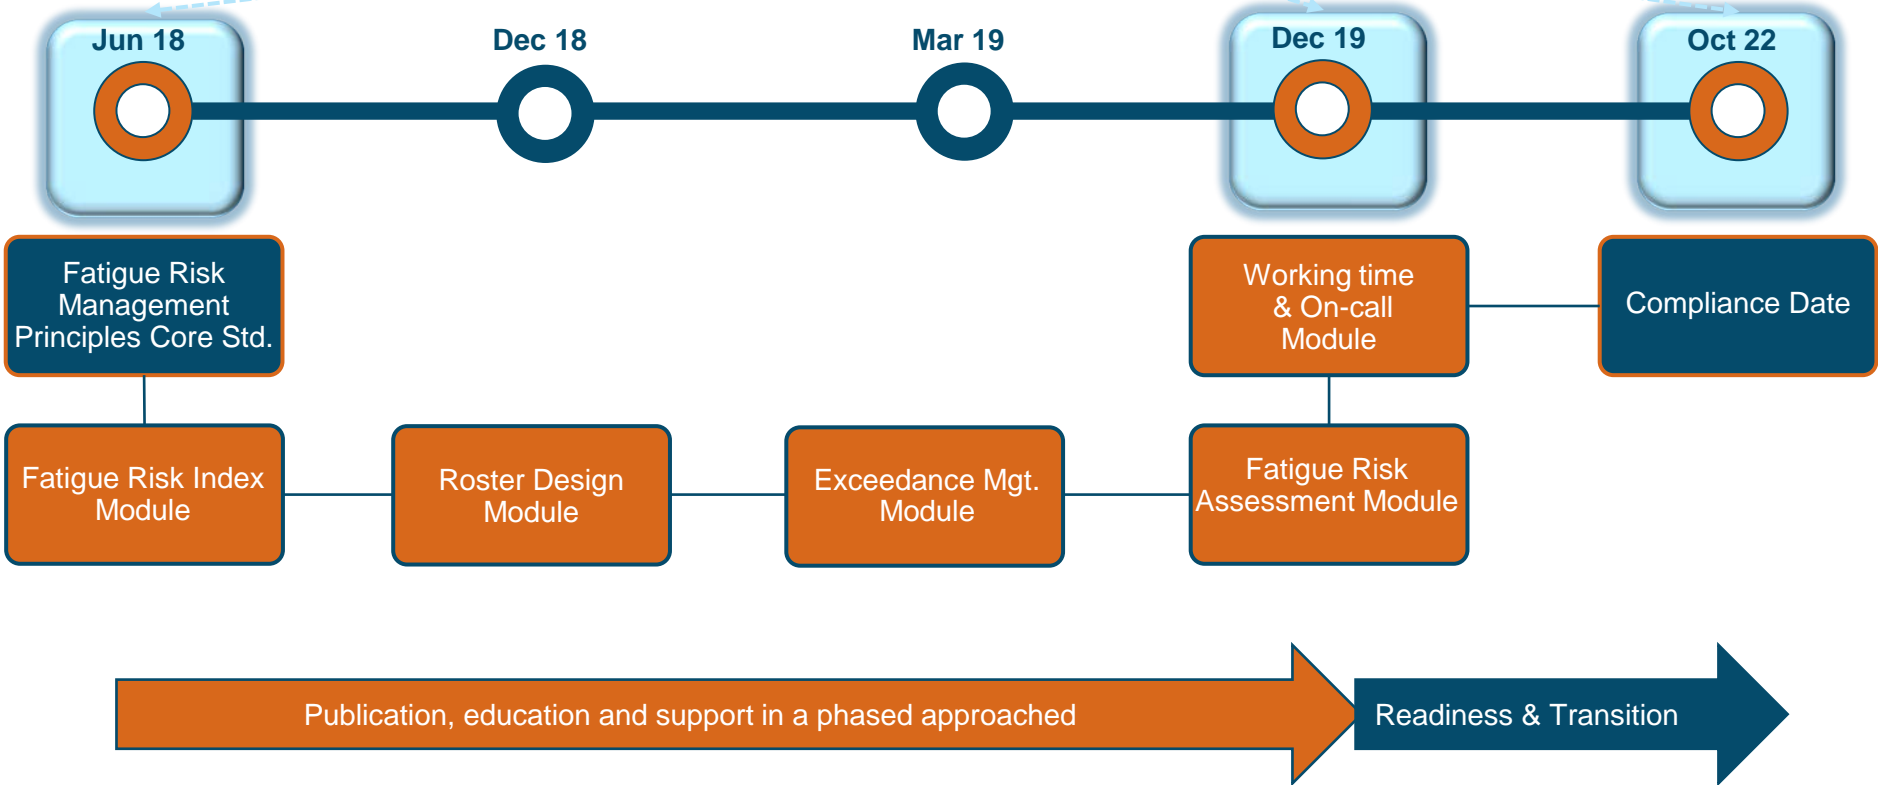 Jun 18
Dec 18
Mar 19
Dec 19
Oct 22
Fatigue Risk
Management
Principles Core Std.
Working time
& On-call
Module
Compliance Date
Fatigue Risk Index
Module
Roster Design
Module
Exceedance Mgt.
Module
Fatigue Risk
Assessment Module
Publication, education and support in a phased approached
Readiness & Transition